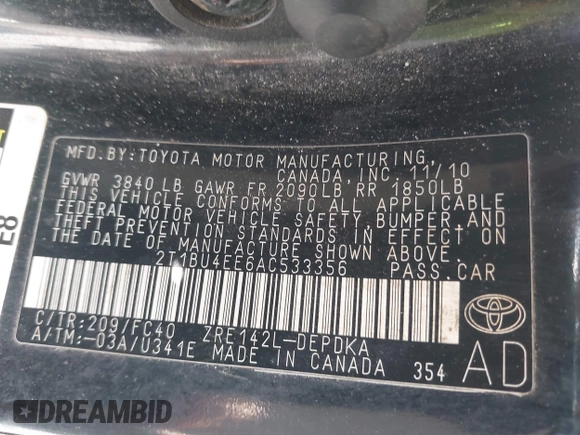 MFD.BY:TOYOTA MOTOR MANUFACTURING,
CANADA, INC. 11/10
GVWR 3840 LB GAWR FR 2090LB RR 1850LB
THIS VEHICLE CONFORMS TO ALL APPLICABLE
FEDERAL MOTOR VEHICLE SAFETY, BUMPER, AND
THEFT PREVENTION STANDARDS IN EFFECT ON
THE DATE OF MANUFACTURE SHOWN ABOVE.
2T1BU4EE6AC533356 PASS.CAR
C/TR:209/FC40 ZRE142L-DEPDKA
A/TM:-03A/U341E MADE IN CANADA 354
AD
E8
DREAMBID